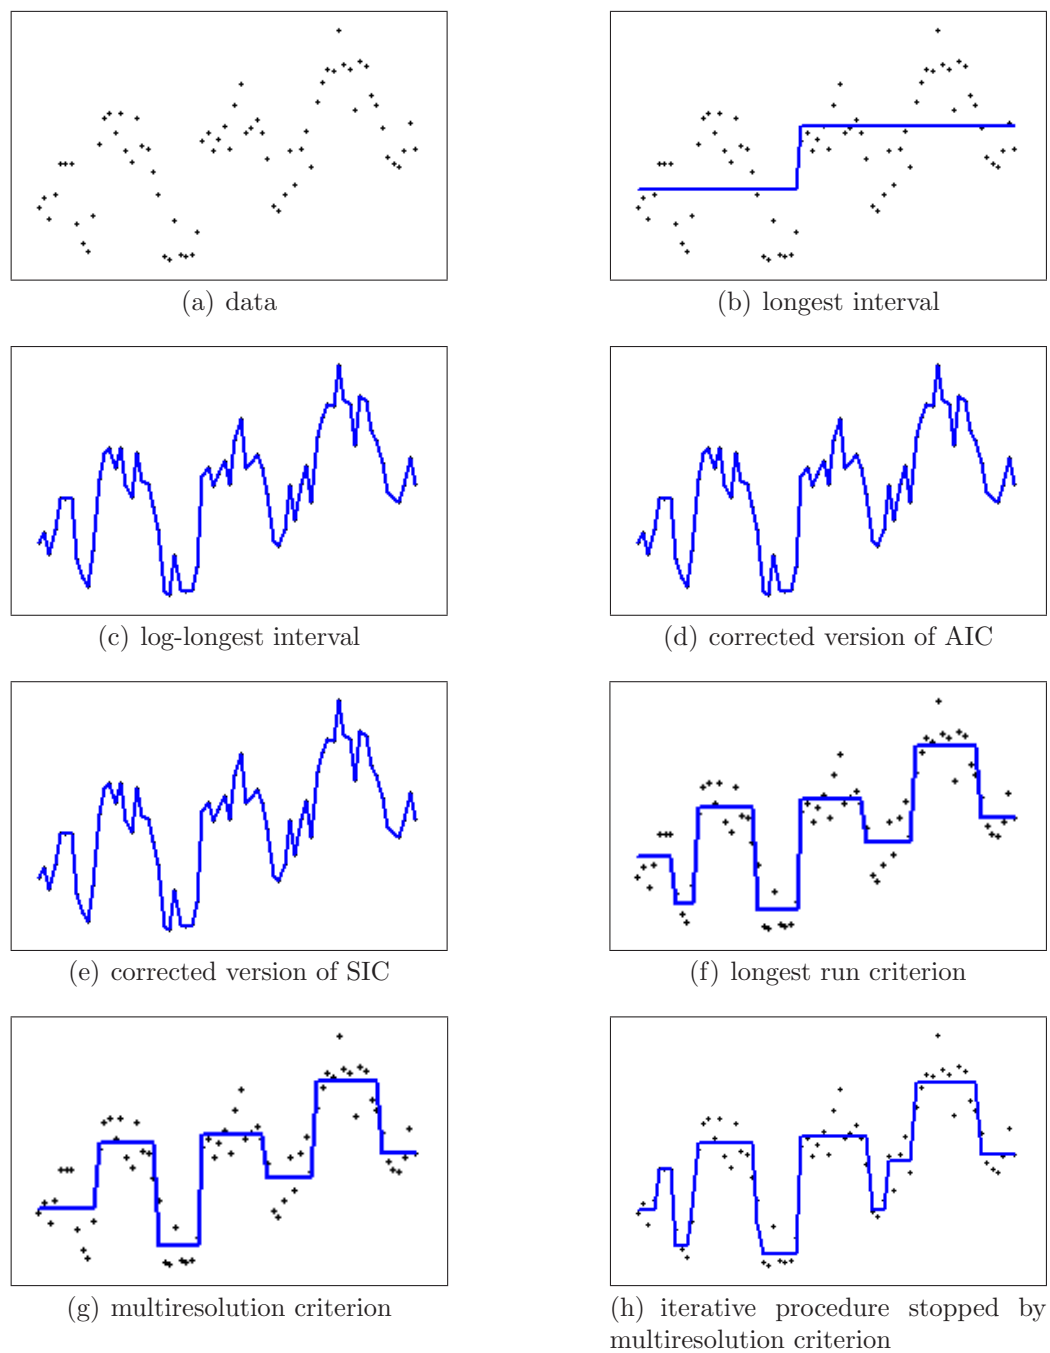 (a) data
(b) longest interval
(c) log-longest interval
(d) corrected version of AIC
(e) corrected version of SIC
(f) longest run criterion
(g) multiresolution criterion
(h) iterative procedure stopped by
multiresolution criterion